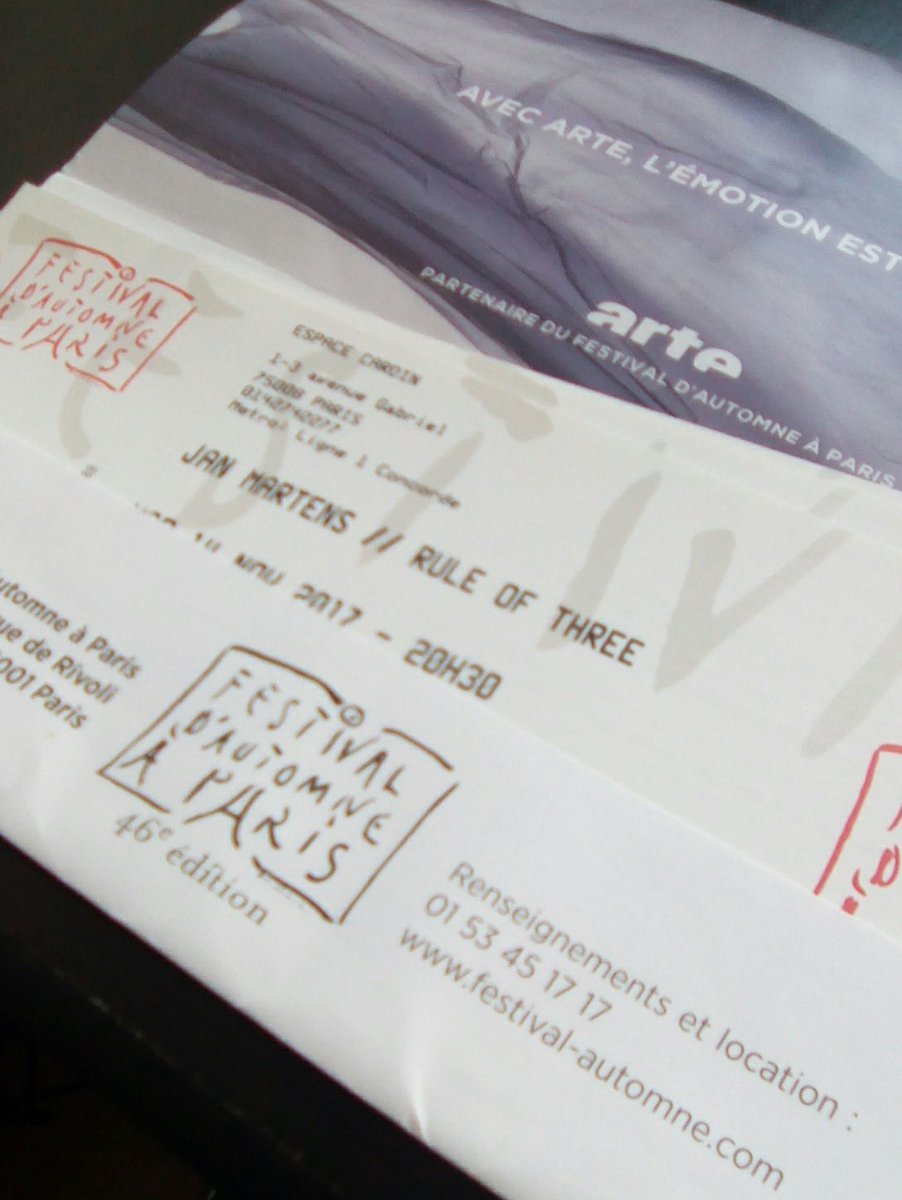 AVEC ARTE, L'ÉMOTION EST
arte
PARTENAIRE DU FESTIVAL D'AUTOMNE À PARIS
FESTIVAL
D'AUTOMNE
À PARIS
ESPACE CARDIN
1-3 avenue Gabriel
75008 PARIS
0142742277
Metro: Ligne 1 Concorde
JAN MARTENS // RULE OF THREE
NOV 2017 - 20H30
utomne à Paris
ue de Rivoli
001 Paris
FESTIVAL
D'AUTOMNE
À PARIS
46e édition
Renseignements et location :
01 53 45 17 17
www.festival-automne.com